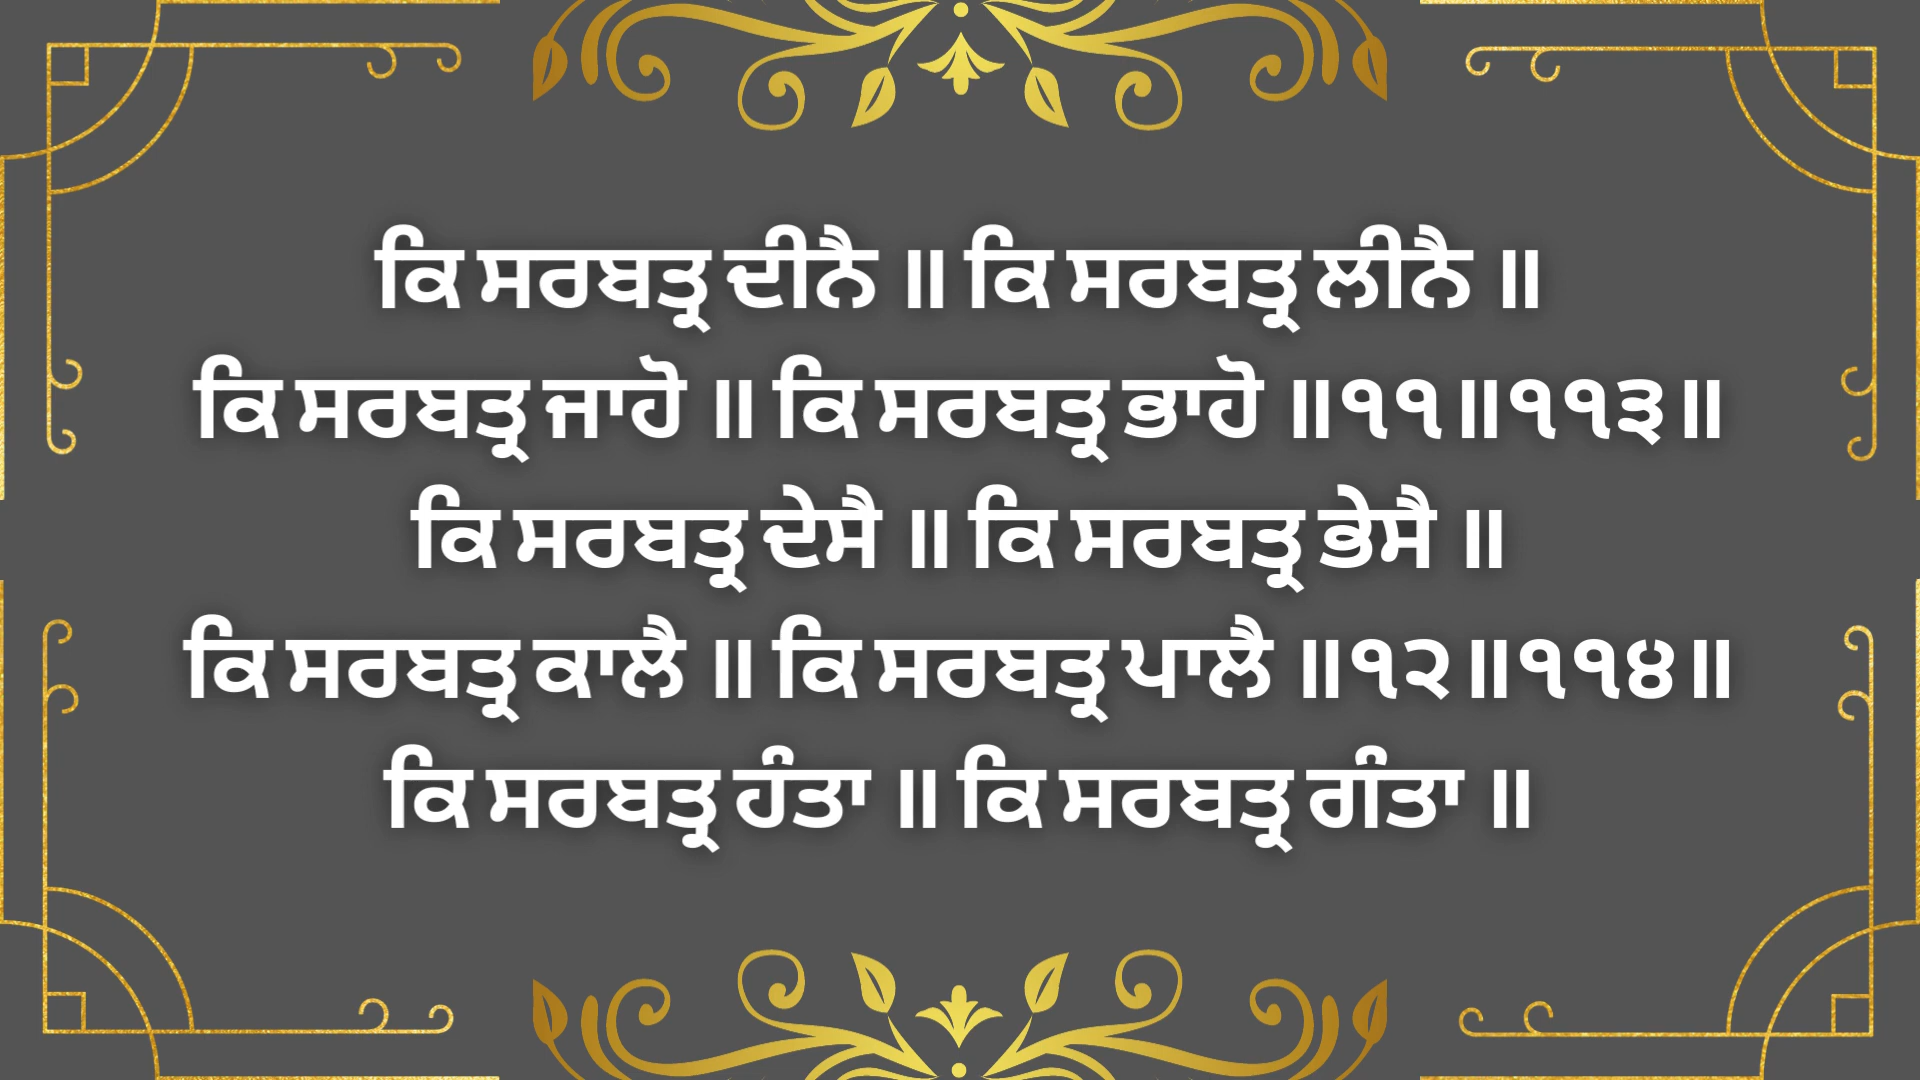 ਕਿ ਸਰਬਤ੍ਰ ਦੀਨੈ ॥ ਕਿ ਸਰਬਤ੍ਰ ਲੀਨੈ ॥
ਕਿ ਸਰਬਤ੍ਰ ਜਾਹੋ ॥ ਕਿ ਸਰਬਤ੍ਰ ਭਾਹੋ ॥੧੧॥੧੧੩॥
ਕਿ ਸਰਬਤ੍ਰ ਦੇਸੈ ॥ ਕਿ ਸਰਬਤ੍ਰ ਭੇਸੈ ॥
ਕਿ ਸਰਬਤ੍ਰ ਕਾਲੈ ॥ ਕਿ ਸਰਬਤ੍ਰ ਪਾਲੈ ॥੧੨॥੧੧੪॥
ਕਿ ਸਰਬਤ੍ਰ ਹੰਤਾ ॥ ਕਿ ਸਰਬਤ੍ਰ ਗੰਤਾ ॥